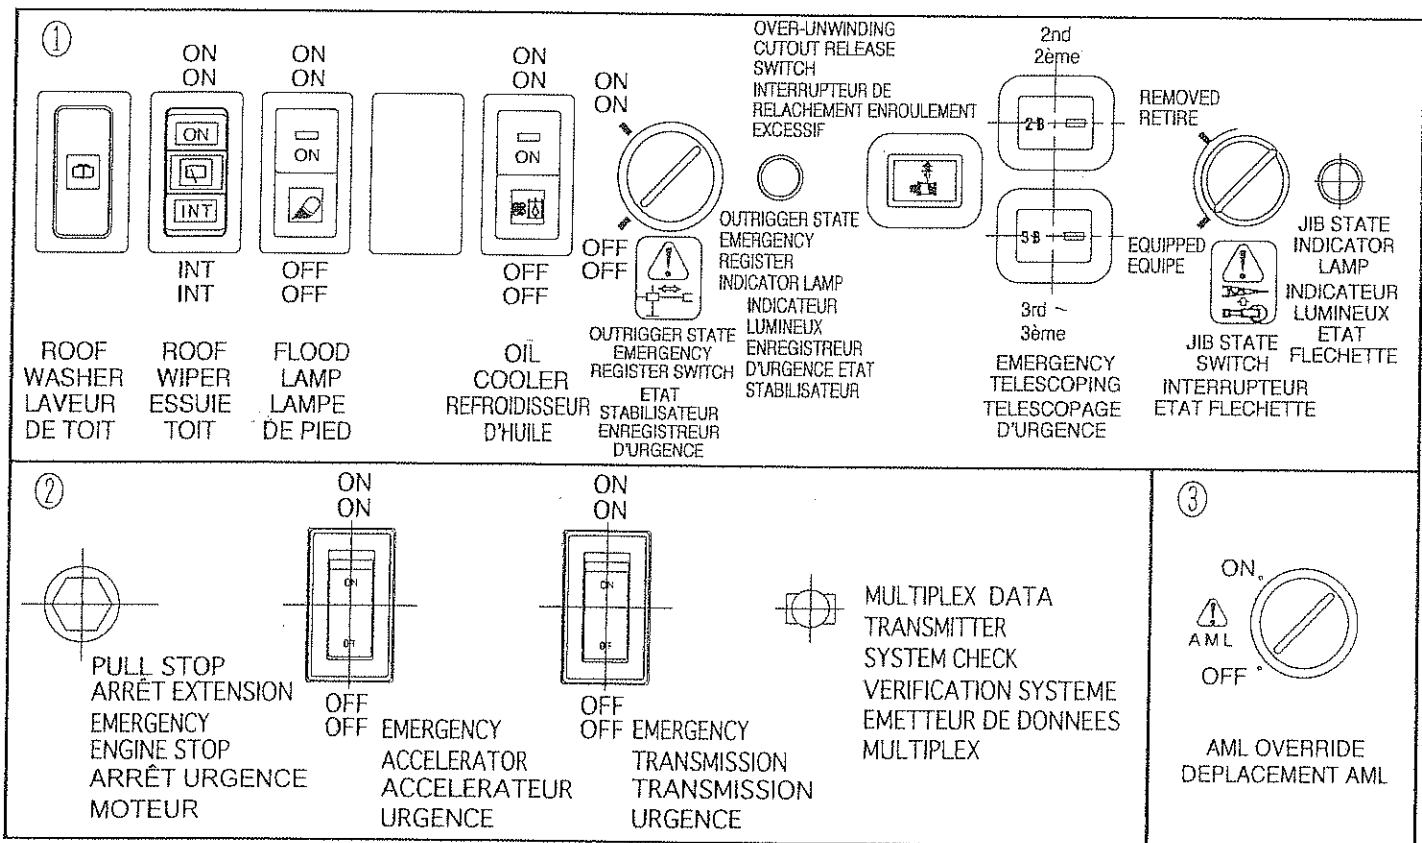 ①
ON
ON
ON
INT
INT
INT
ROOF
WASHER
LAVEUR
DE TOIT
ROOF
WIPER
ESSUIE
TOIT
ON
ON
ON
OFF
OFF
FLOOD
LAMP
LAMPE
DE PIED
ON
ON
ON
OFF
OFF
OIL
COOLER
REFROIDISSEUR
D'HUILE
ON
ON
OFF
OFF
OUTRIGGER STATE
EMERGENCY
REGISTER SWITCH
ETAT
STABILISATEUR
ENREGISTREUR
D'URGENCE
OVER-UNWINDING
CUTOUT RELEASE
SWITCH
INTERRUPTEUR DE
RELACHEMENT ENROULEMENT
EXCESSIF
OUTRIGGER STATE
EMERGENCY
REGISTER
INDICATOR LAMP
INDICATEUR
LUMINEUX
ENREGISTREUR
D'URGENCE ETAT
STABILISATEUR
2nd
2ème
3rd ~
3ème
EMERGENCY
TELESCOPING
TELESCOPAGE
D'URGENCE
REMOVED
RETIRE
EQUIPPED
EQUIPE
JIB STATE
SWITCH
INTERRUPTEUR
ETAT FLECHETTE
JIB STATE
INDICATOR
LAMP
INDICATEUR
LUMINEUX
ETAT
FLECHETTE
②
PULL STOP
ARRÊT EXTENSION
EMERGENCY
ENGINE STOP
ARRÊT URGENCE
MOTEUR
ON
ON
ON
OFF
OFF
OFF
EMERGENCY
ACCELERATOR
ACCELERATEUR
URGENCE
ON
ON
ON
OFF
OFF
OFF
EMERGENCY
TRANSMISSION
TRANSMISSION
URGENCE
MULTIPLEX DATA
TRANSMITTER
SYSTEM CHECK
VERIFICATION SYSTEME
EMETTEUR DE DONNEES
MULTIPLEX
③
ON
AML
OFF
AML OVERRIDE
DEPLACEMENT AML